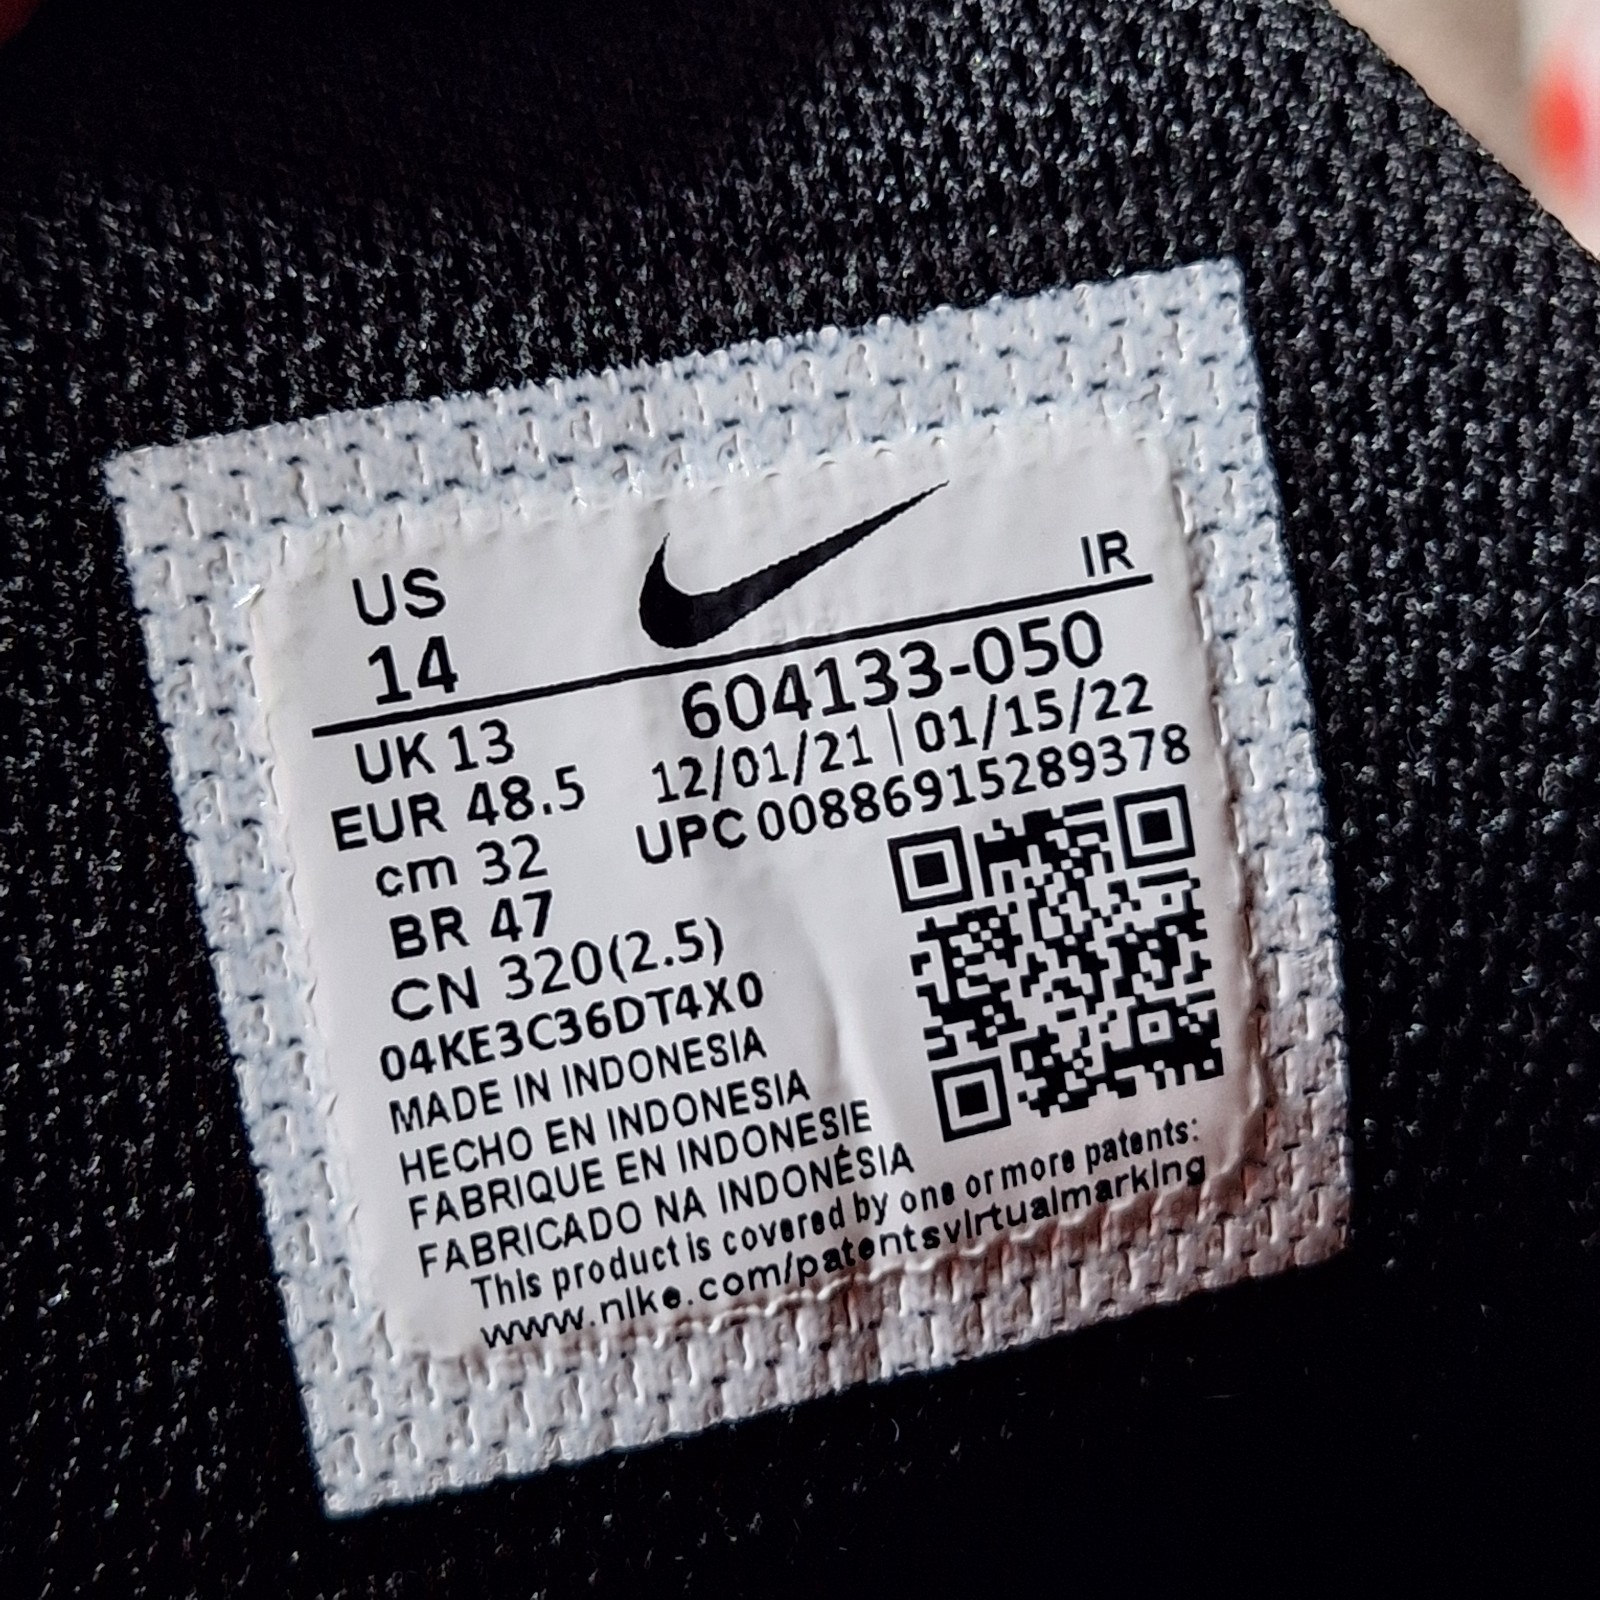 US
14
IR
UK 13
EUR 48.5
cm 32
BR 47
CN 320(2.5)
604133-050
12/01/21 | 01/15/22
UPC 00886915289378
04KE3C36DT4X0
MADE IN INDONESIA
HECHO EN INDONESIA
FABRIQUE EN INDONESIE
FABRICADO NA INDONÉSIA
This product is covered by one or more patents:
www.nike.com/patentsvirtualmarking